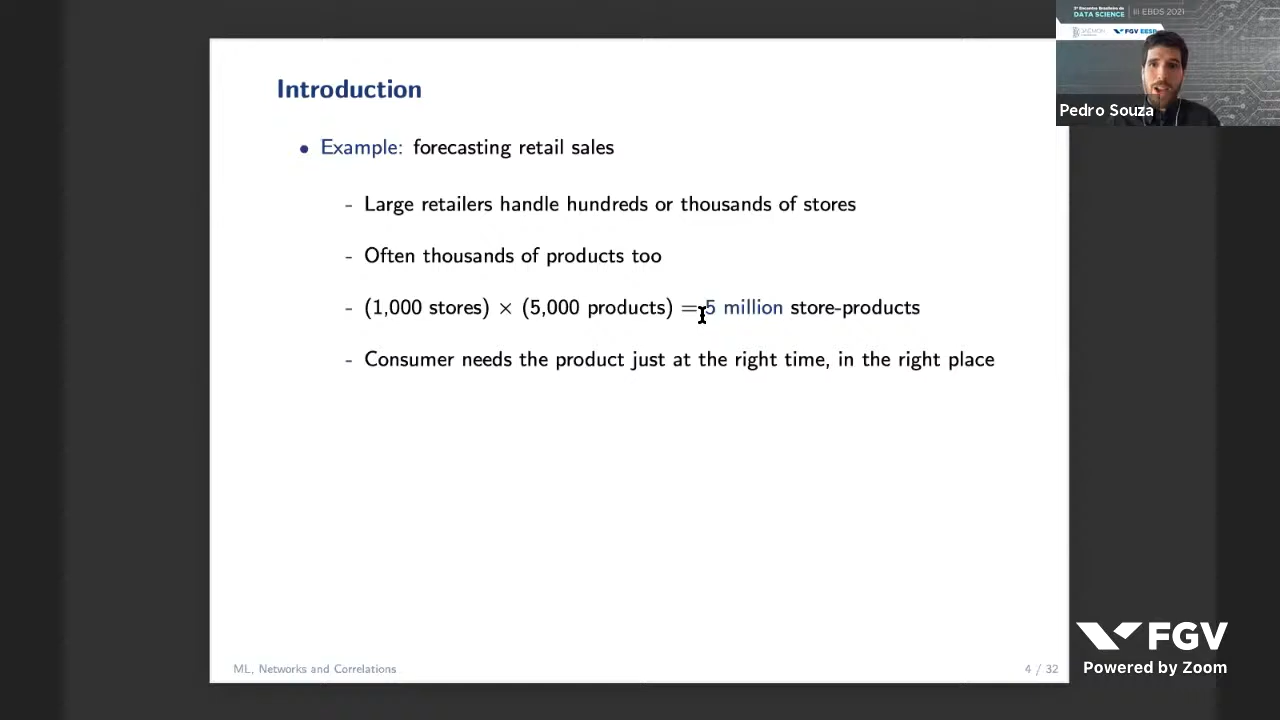 Introduction
• Example: forecasting retail sales
- Large retailers handle hundreds or thousands of stores
- Often thousands of products too
- (1,000 stores) × (5,000 products) = 5 million store-products
- Consumer needs the product just at the right time, in the right place
ML, Networks and Correlations
4 / 32
DATA SCIENCE
III EBDS 2021
FGV
Pedro Souza
FGV
Powered by Zoom